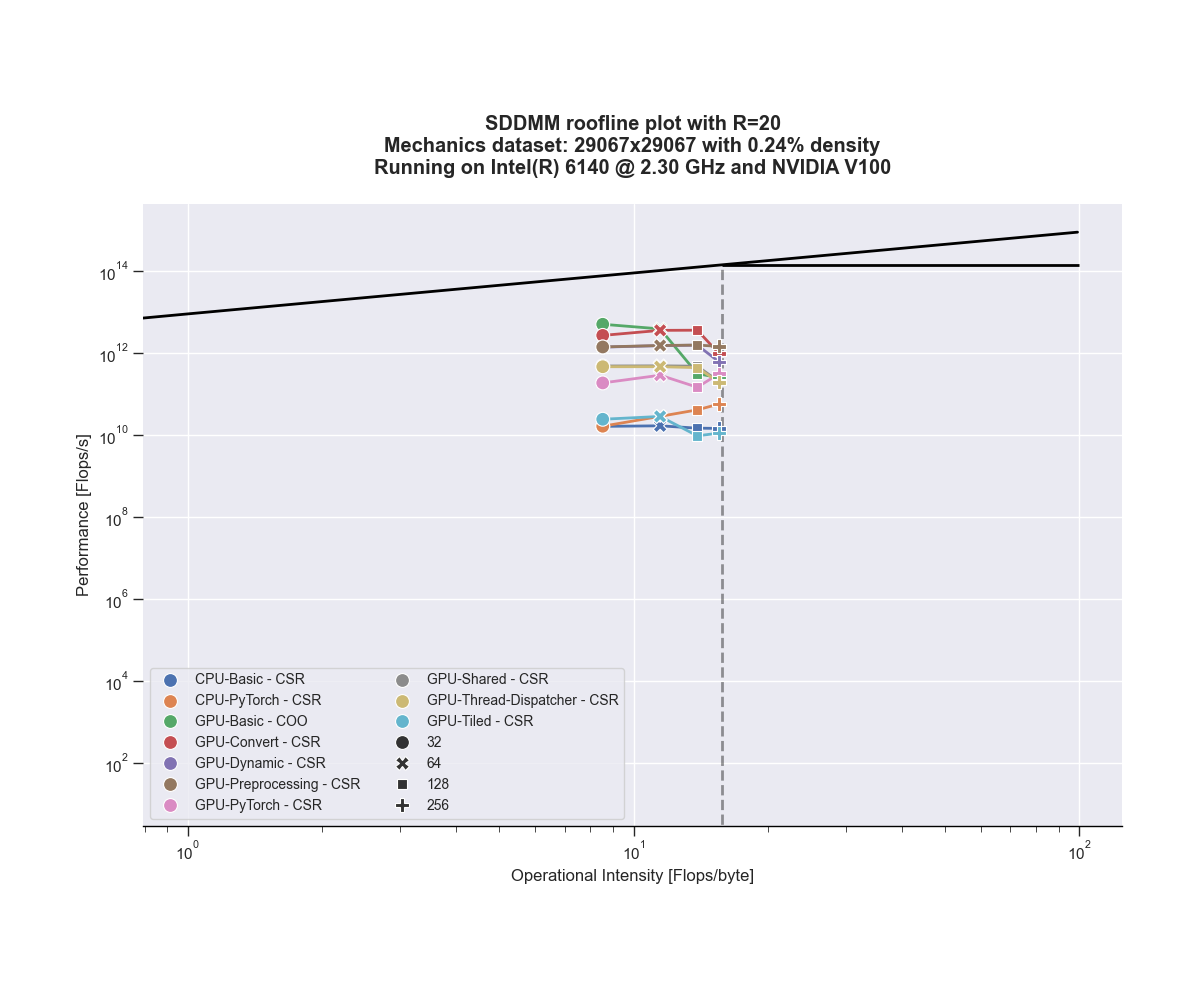 SDDMM roofline plot with R=20
Mechanics dataset: 29067x29067 with 0.24% density
Running on Intel(R) 6140 @ 2.30 GHz and NVIDIA V100
Performance [Flops/s]
10^14
10^12
10^10
10^8
10^6
10^4
10^2
CPU-Basic - CSR
CPU-PyTorch - CSR
GPU-Basic - COO
GPU-Convert - CSR
GPU-Dynamic - CSR
GPU-Preprocessing - CSR
GPU-PyTorch - CSR
GPU-Shared - CSR
GPU-Thread-Dispatcher - CSR
GPU-Tiled - CSR
32
64
128
256
10^0
10^1
10^2
Operational Intensity [Flops/byte]